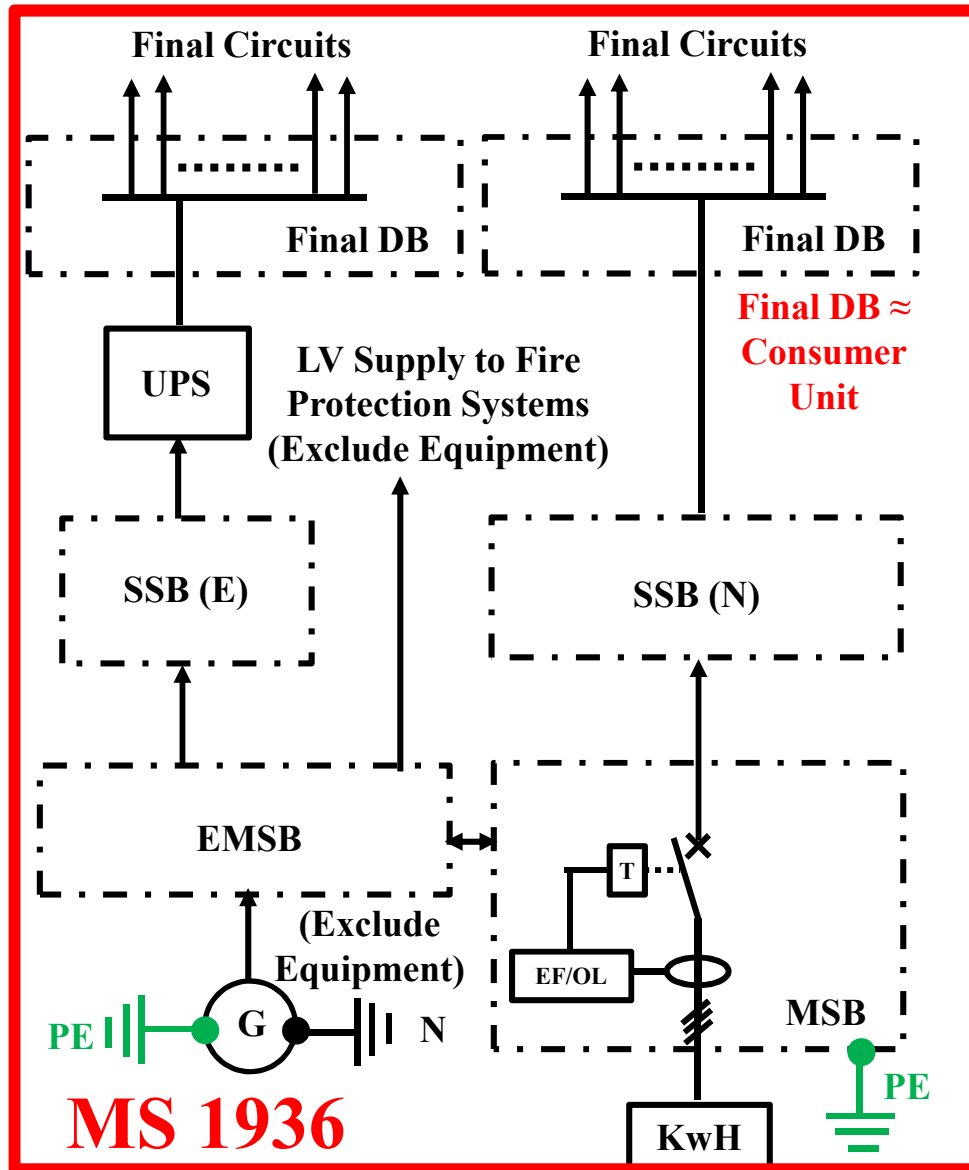 Final Circuits
Final Circuits
Final DB
Final DB
Final DB ≈
Consumer
Unit
UPS
LV Supply to Fire
Protection Systems
(Exclude Equipment)
SSB (E)
SSB (N)
EMSB
T
(Exclude
Equipment)
EF/OL
G
N
PE
MSB
PE
MS 1936
KwH